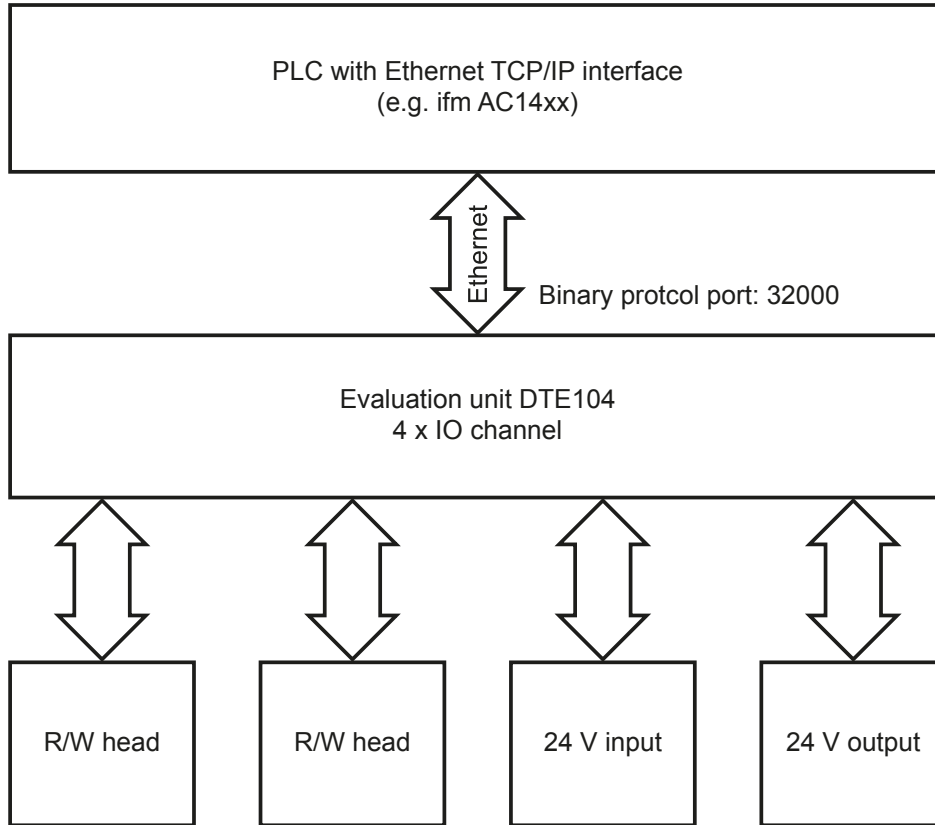 PLC with Ethernet TCP/IP interface
(e.g. ifm AC14xx)
Ethernet
Binary protcol port: 32000
Evaluation unit DTE104
4 x IO channel
R/W head
R/W head
24 V input
24 V output